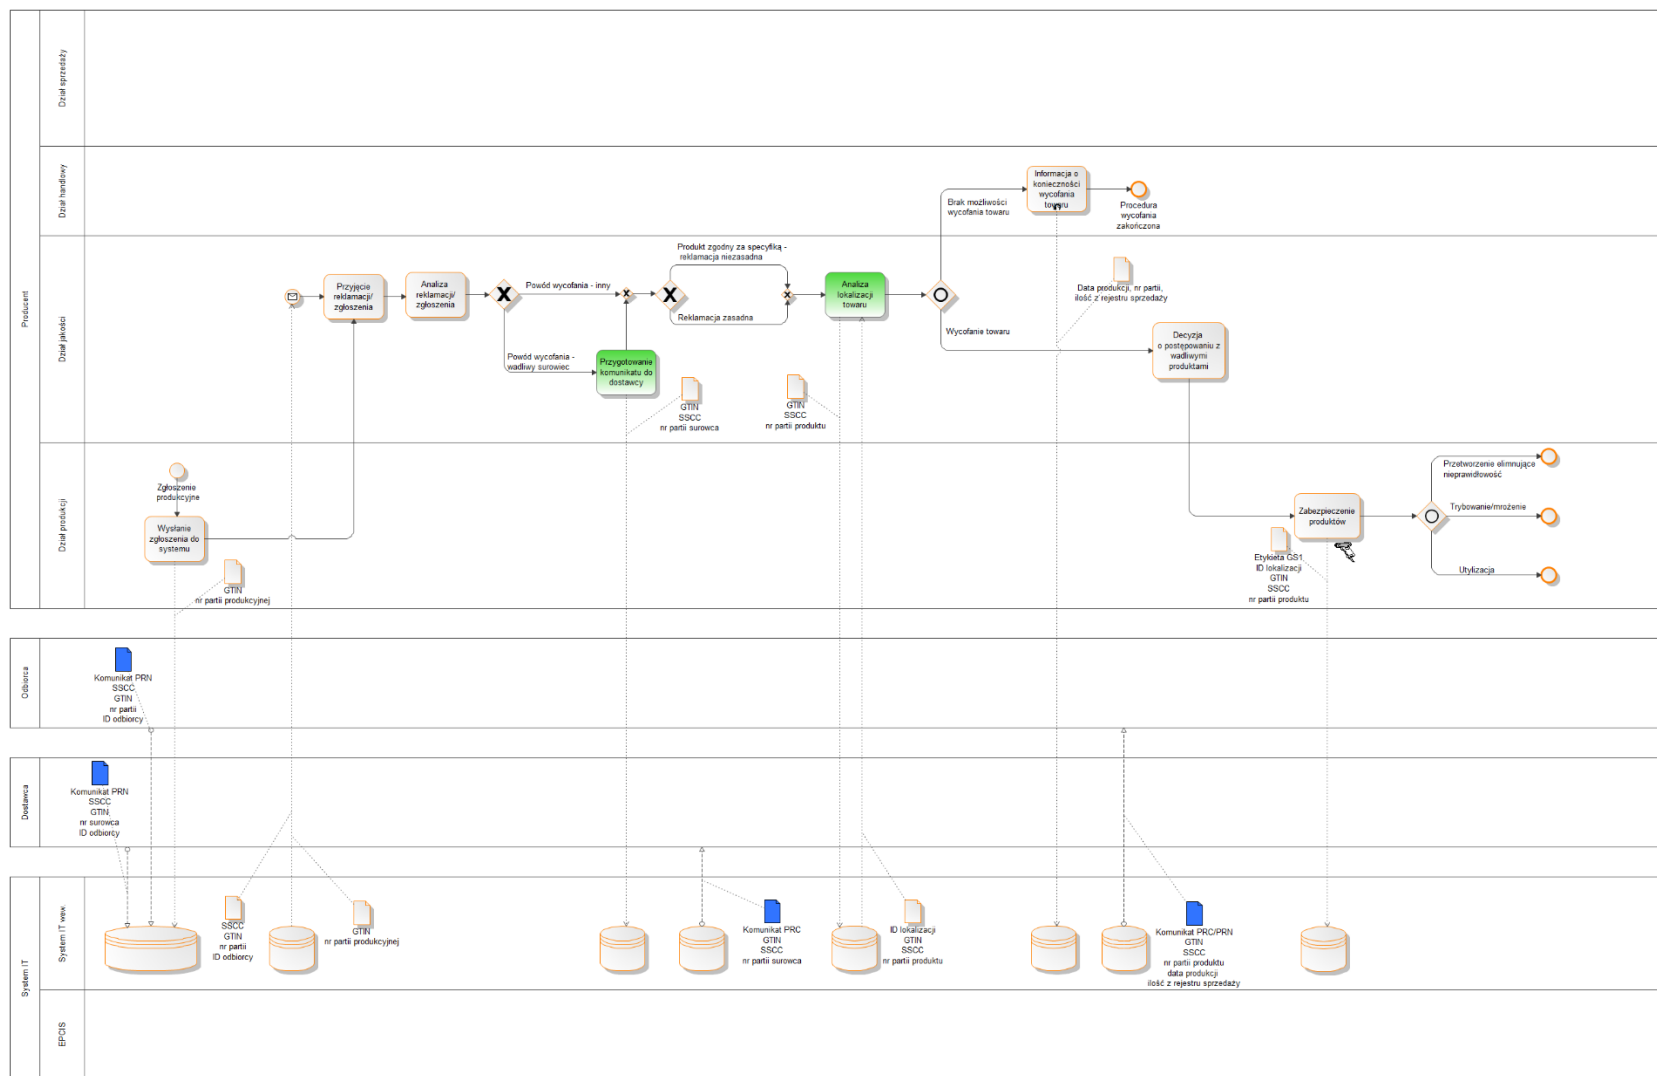 Producent
Dział sprzedaży
Dział handlowy
Informacja o
konieczności
wycofania
towaru
Procedura
wycofania
zakończona
Brak możliwości
wycofania towaru
Dział jakości
Przyjęcie
reklamacji/
zgłoszenia
Analiza
reklamacji/
zgłoszenia
Powód wycofania - inny
Powód wycofania -
wadliwy surowiec
Przygotowanie
komunikatu do
dostawcy
GTIN
SSCC
nr partii surowca
Produkt zgodny za specyfiką -
reklamacja niezasadna
Reklamacja zasadna
GTIN
SSCC
nr partii produktu
Analiza
lokalizacji
towaru
Wycofanie towaru
Data produkcji, nr partii,
ilość z rejestru sprzedaży
Decyzja
o postępowaniu z
wadliwymi
produktami
Dział produkcji
Zgłoszenie
produkcyjne
Wysłanie
zgłoszenia do
systemu
GTIN
nr partii produkcyjnej
Zabezpieczenie
produktów
Etykieta GS1
ID lokalizacji
GTIN
SSCC
nr partii produktu
Przetworzenie elimnujące
nieprawidłowość
Trybowanie/mrożenie
Utylizacja
Odbiorca
Komunikat PRN
SSCC
GTIN
nr partii
ID odbiorcy
Dostawca
Komunikat PRN
SSCC
GTIN
nr surowca
ID odbiorcy
System IT
System IT wew.
SSCC
GTIN
nr partii
ID odbiorcy
GTIN
nr partii produkcyjnej
Komunikat PRC
GTIN
SSCC
nr partii surowca
ID lokalizacji
GTIN
SSCC
nr partii produktu
Komunikat PRC/PRN
GTIN
SSCC
nr partii produktu
data produkcji
ilość z rejestru sprzedaży
EPCIS